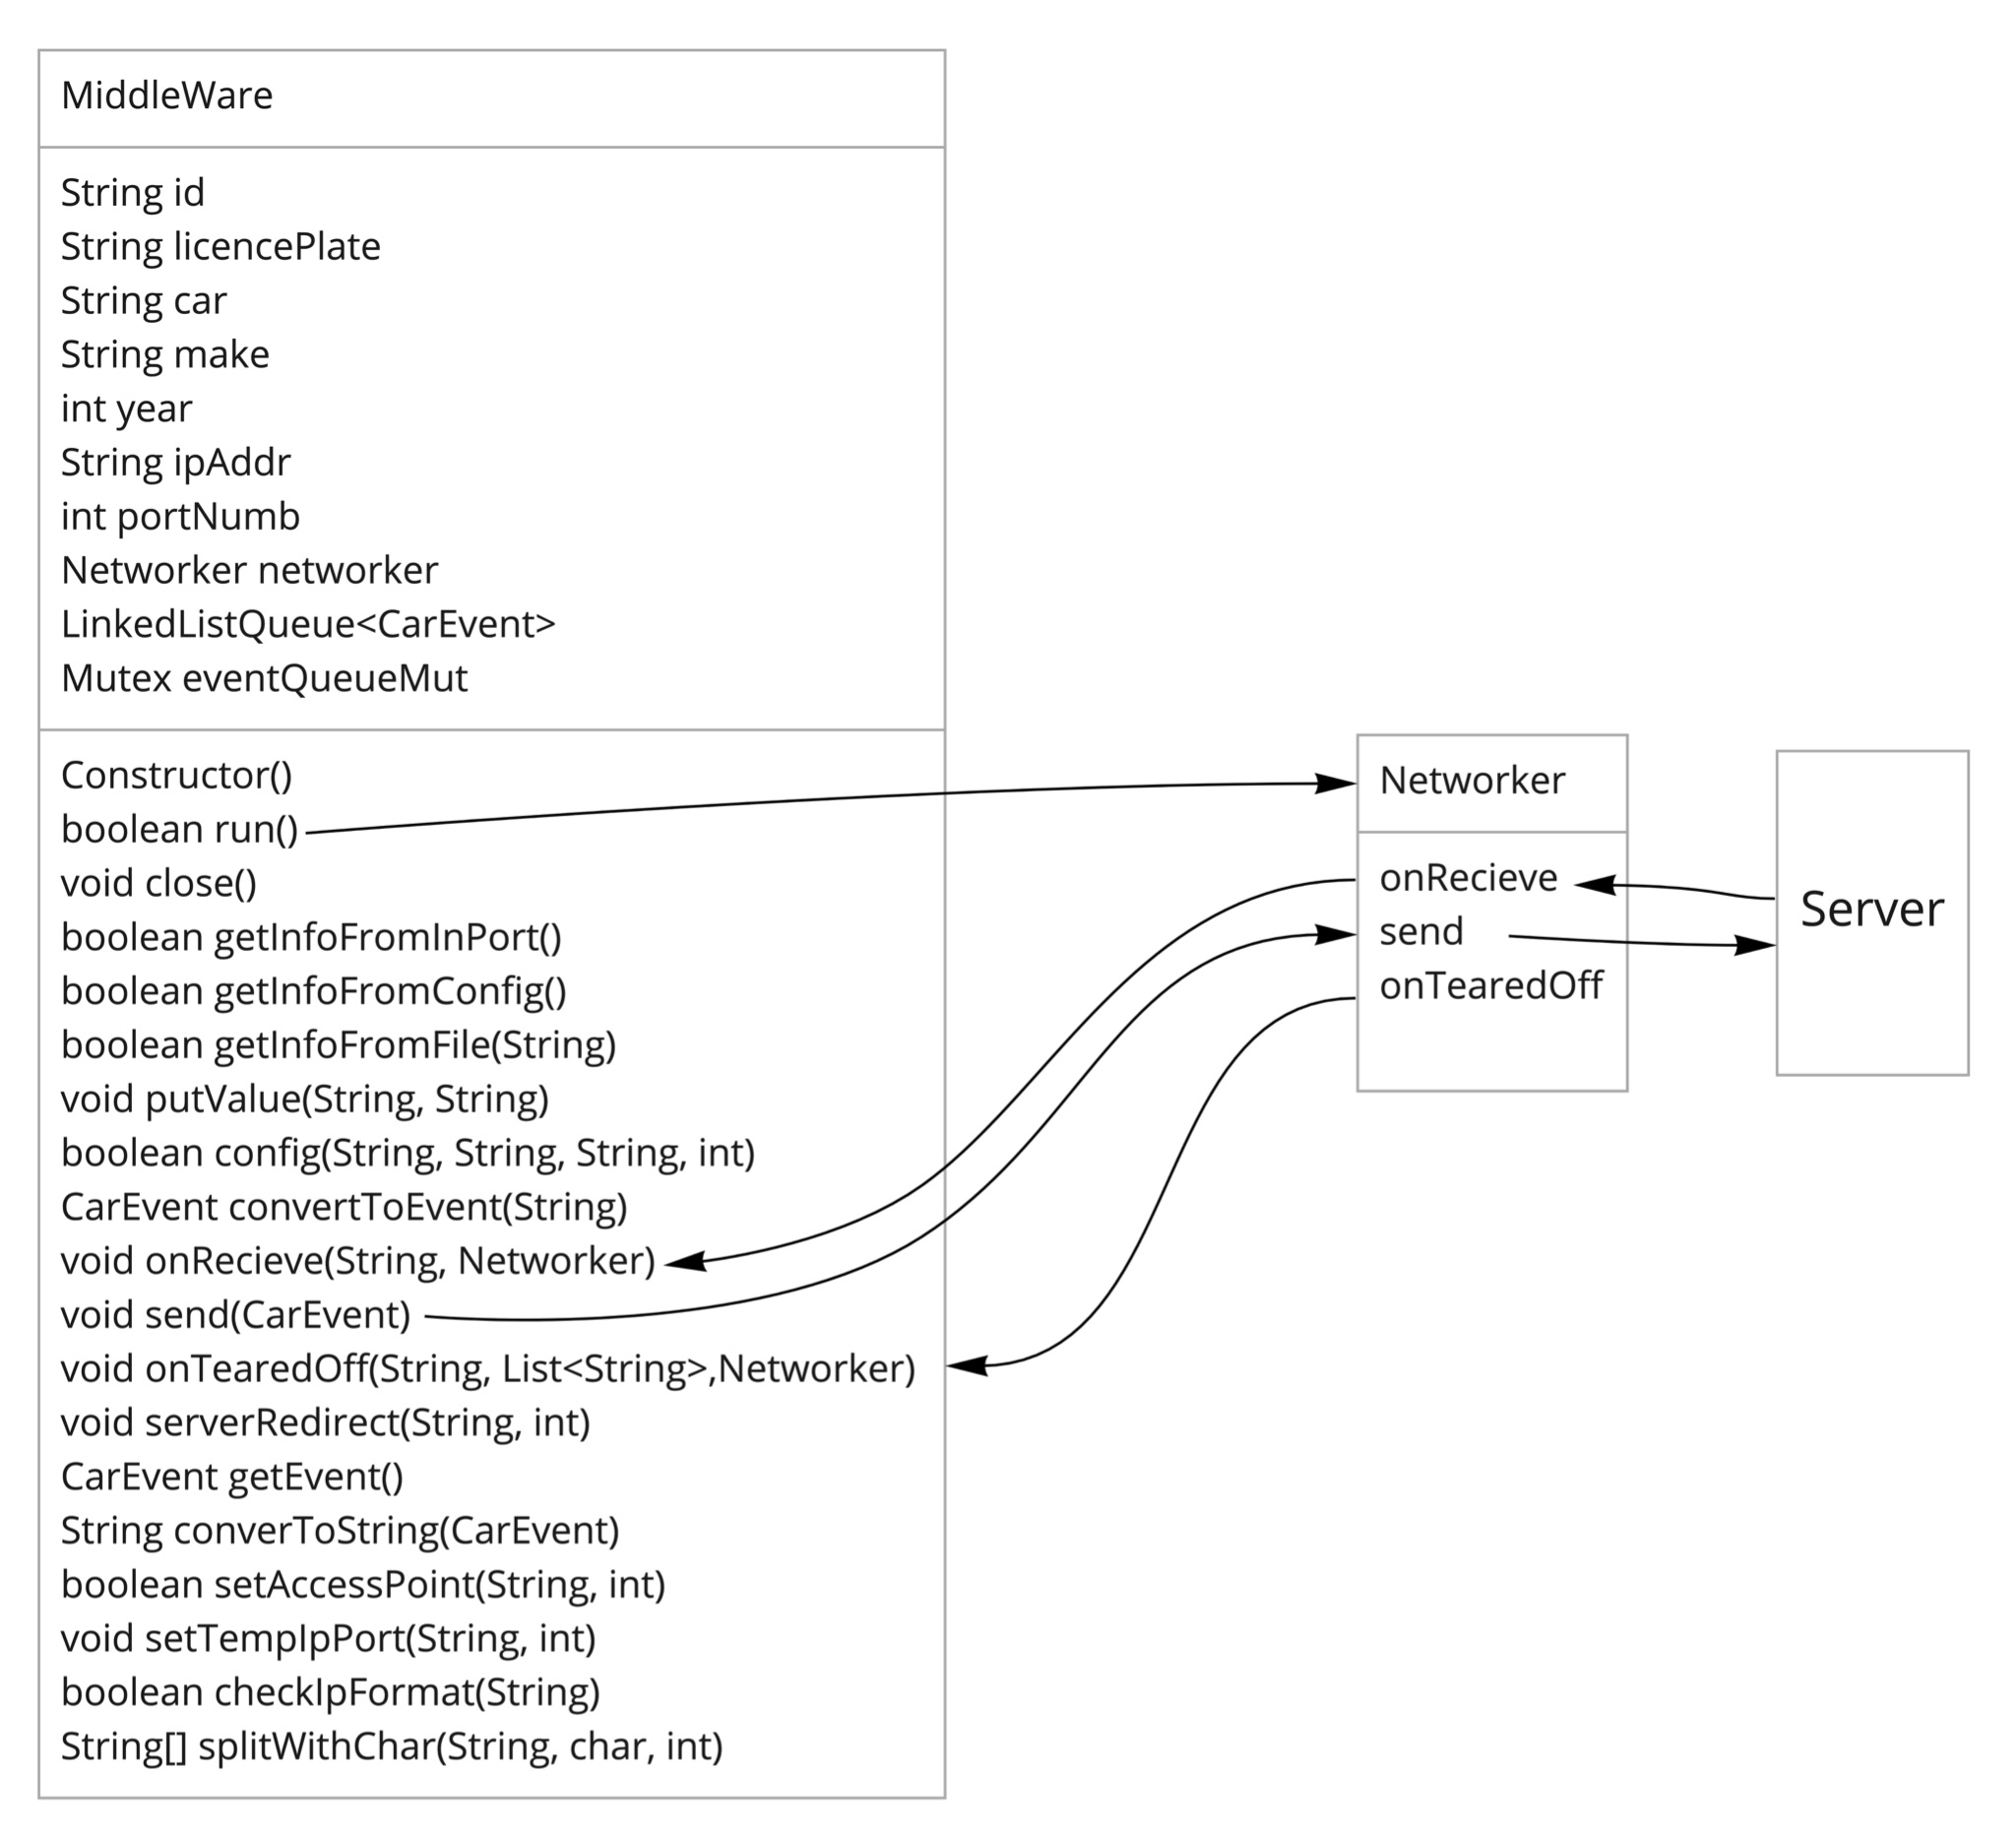 MiddleWare
String id
String licencePlate
String car
String make
int year
String ipAddr
int portNumb
Networker networker
LinkedListQueue<CarEvent>
Mutex eventQueueMut
Constructor()
boolean run()
void close()
boolean getInfoFromInPort()
boolean getInfoFromConfig()
boolean getInfoFromFile(String)
void putValue(String, String)
boolean config(String, String, String, int)
CarEvent convertToEvent(String)
void onRecieve(String, Networker)
void send(CarEvent)
void onTearedOff(String, List<String>,Networker)
void serverRedirect(String, int)
CarEvent getEvent()
String converToString(CarEvent)
boolean setAccessPoint(String, int)
void setTempIpPort(String, int)
boolean checkIpFormat(String)
String[] splitWithChar(String, char, int)
Networker
onRecieve
send
onTearedOff
Server